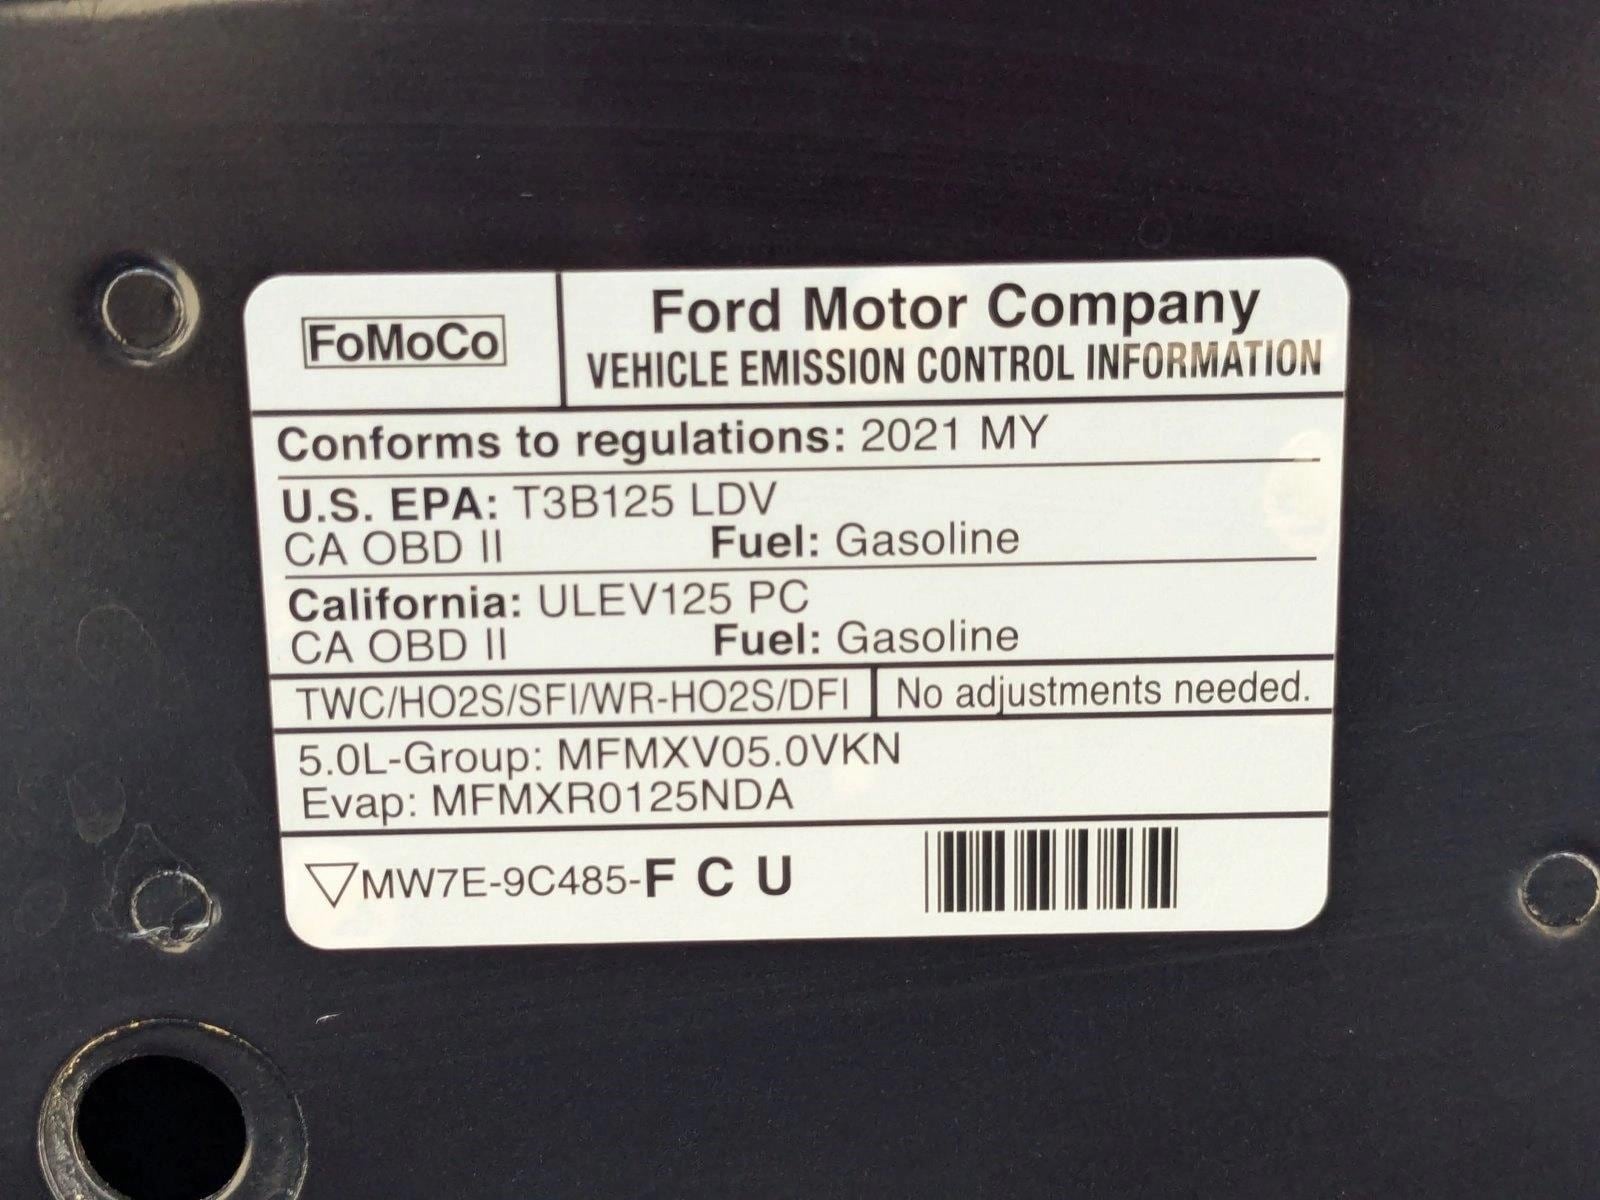 FoMoCo
Ford Motor Company
VEHICLE EMISSION CONTROL INFORMATION
Conforms to regulations: 2021 MY
U.S. EPA: T3B125 LDV
CA OBD II Fuel: Gasoline
California: ULEV125 PC
CA OBD II Fuel: Gasoline
TWC/HO2S/SFI/WR-HO2S/DFI No adjustments needed.
5.0L-Group: MFMXV05.0VKN
Evap: MFMXR0125NDA
MW7E-9C485-F C U